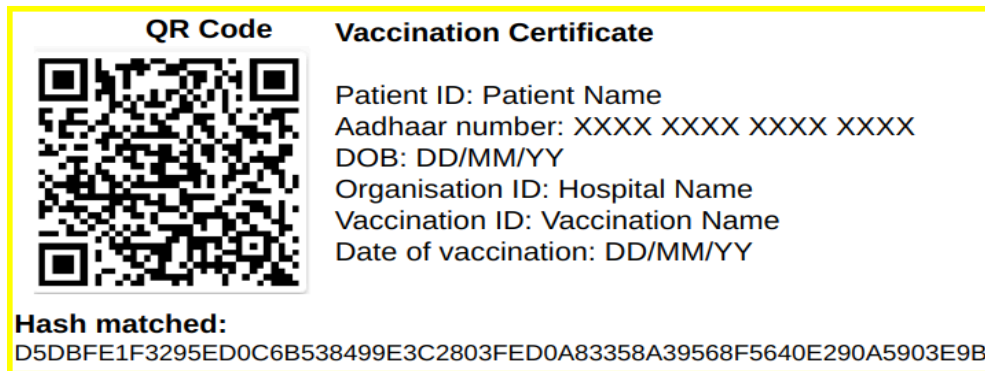 QR Code
Vaccination Certificate
Patient ID: Patient Name
Aadhaar number: XXXX XXXX XXXX XXXX
DOB: DD/MM/YY
Organisation ID: Hospital Name
Vaccination ID: Vaccination Name
Date of vaccination: DD/MM/YY
Hash matched:
D5DBFE1F3295ED0C6B538499E3C2803FED0A83358A39568F5640E290A5903E9B